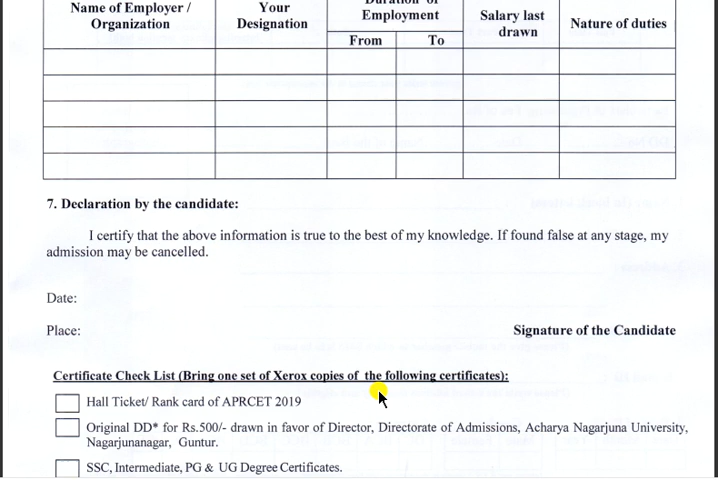 Name of Employer /
Organization
Your
Designation
Duration of
Employment
From
To
Salary last
drawn
Nature of duties
7. Declaration by the candidate:
I certify that the above information is true to the best of my knowledge. If found false at any stage, my
admission may be cancelled.
Date:
Place:
Signature of the Candidate
Certificate Check List (Bring one set of Xerox copies of the following certificates):
Hall Ticket/ Rank card of APRCET 2019
Original DD* for Rs.500/- drawn in favor of Director, Directorate of Admissions, Acharya Nagarjuna University,
Nagarjunanagar, Guntur.
SSC, Intermediate, PG & UG Degree Certificates.